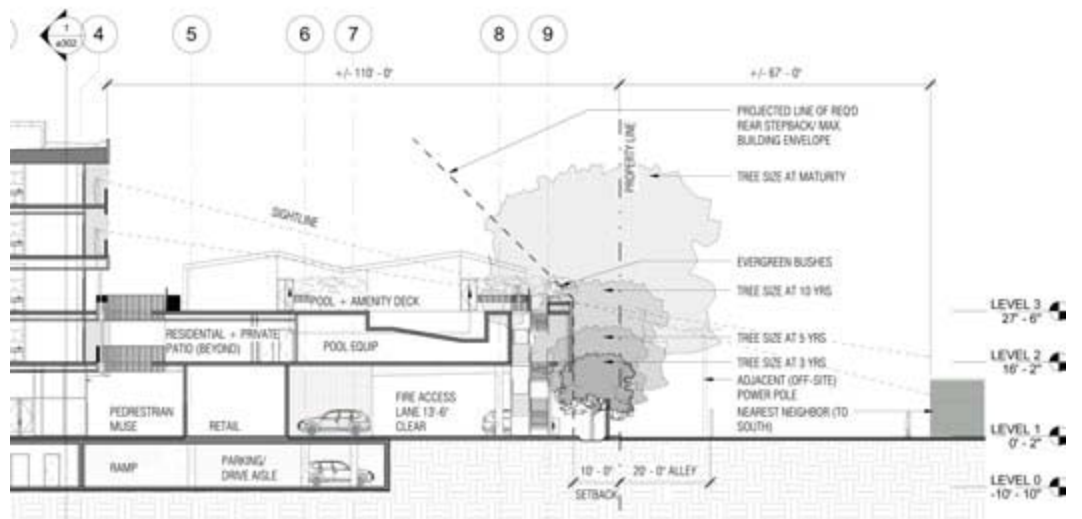 1
a302
4
5
6
7
8
9
+/- 110' - 0"
+/- 67' - 0"
PROJECTED LINE OF REQ'D
REAR STEPBACK/ MAX.
BUILDING ENVELOPE
PROPERTY LINE
TREE SIZE AT MATURITY
SIGHTLINE
EVERGREEN BUSHES
TREE SIZE AT 10 YRS
POOL + AMENITY DECK
LEVEL 3
27' - 6"
RESIDENTIAL + PRIVATE
PATIO (BEYOND)
POOL EQUIP
TREE SIZE AT 5 YRS
TREE SIZE AT 3 YRS
LEVEL 2
16' - 2"
ADJACENT (OFF-SITE)
POWER POLE
NEAREST NEIGHBOR (TO
SOUTH)
PEDRESTRIAN
MUSE
RETAIL
FIRE ACCESS
LANE 13'-6"
CLEAR
LEVEL 1
0' - 2"
RAMP
PARKING/
DRIVE AISLE
10' - 0"
SETBACK
20' - 0" ALLEY
LEVEL 0
-10' - 10"